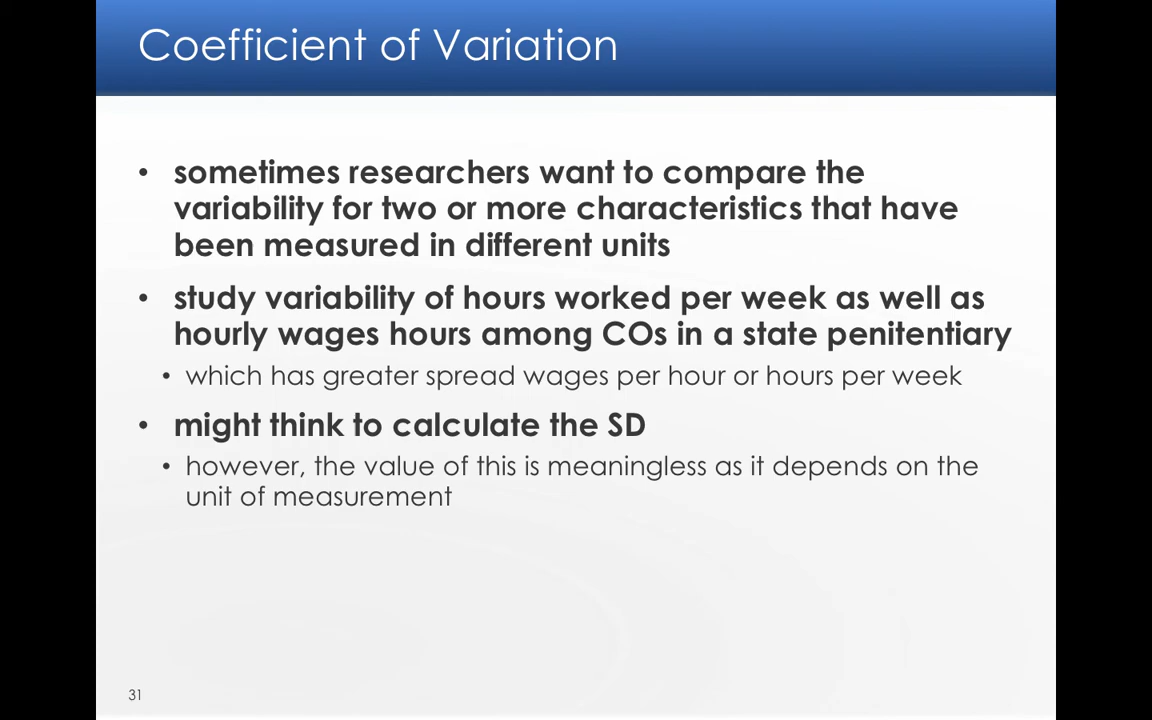 Coefficient of Variation
• sometimes researchers want to compare the
variability for two or more characteristics that have
been measured in different units
• study variability of hours worked per week as well as
hourly wages hours among COs in a state penitentiary
• which has greater spread wages per hour or hours per week
• might think to calculate the SD
• however, the value of this is meaningless as it depends on the
unit of measurement
31